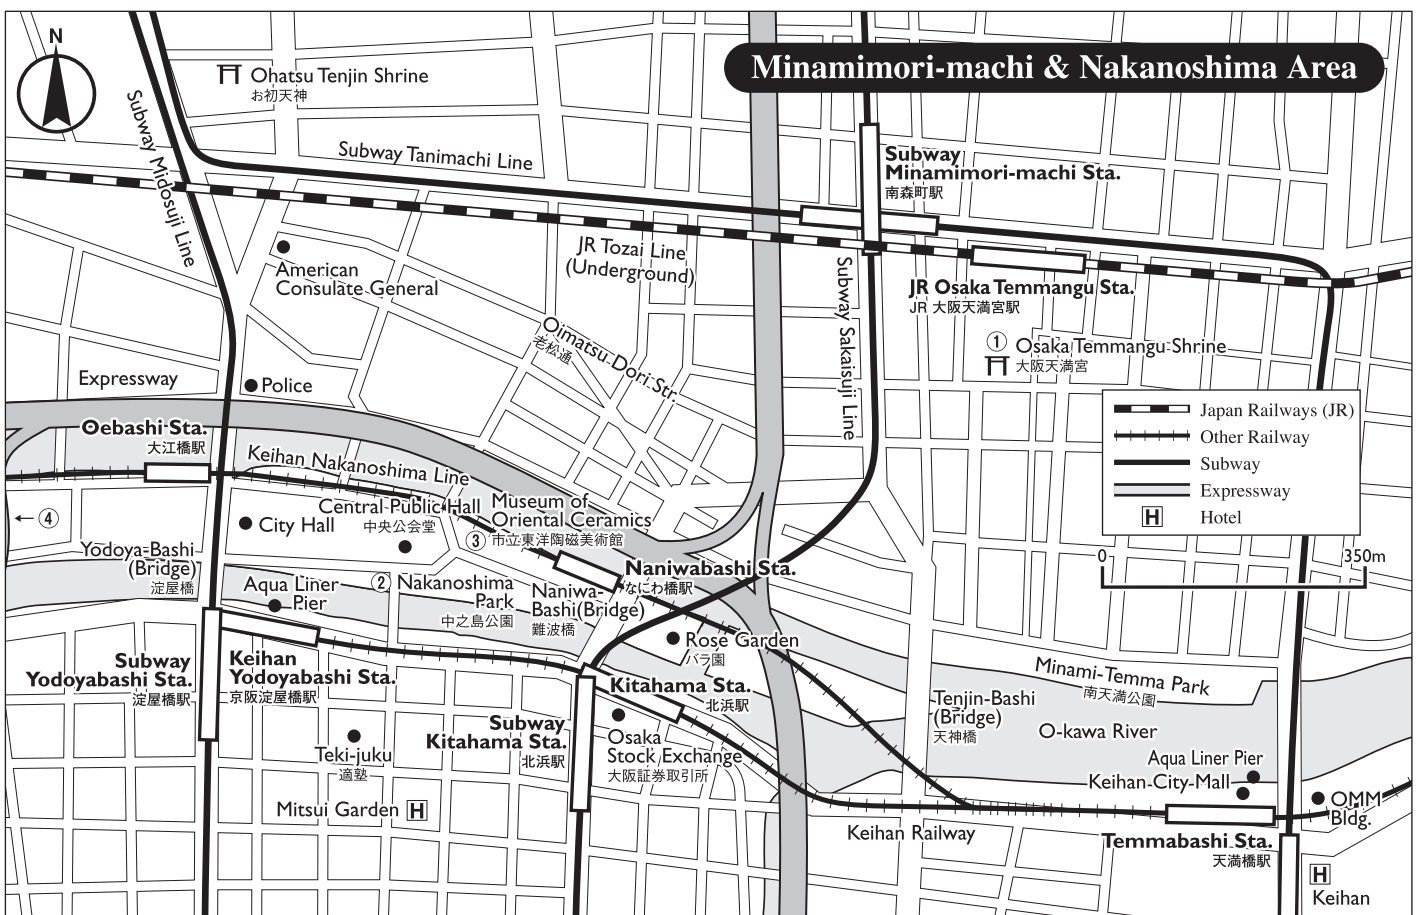 Minamimori-machi & Nakanoshima Area
N
Ohatsu Tenjin Shrine
お初天神
Subway Midosuji Line
Subway Tanimachi Line
Subway
Minamimori-machi Sta.
南森町駅
JR Tozai Line
(Underground)
American
Consulate General
Subway Sakaisuji Line
JR Osaka Temmangu Sta.
JR 大阪天満宮駅
Oimatsu-Dori Str.
老松通
①
Osaka Temmangu Shrine
大阪天満宮
Expressway
Police
Japan Railways (JR)
Other Railway
Subway
Expressway
H
Hotel
0
350m
Oebashi Sta.
大江橋駅
Keihan Nakanoshima Line
Central Public Hall
中央公会堂
Museum of
Oriental Ceramics
③ 市立東洋陶磁美術館
← ④
City Hall
Yodoya-Bashi
(Bridge)
淀屋橋
Aqua Liner
Pier
② Nakanoshima
Park
中之島公園
Naniwa-
Bashi(Bridge)
難波橋
Naniwabashi Sta.
なにわ橋駅
Rose Garden
バラ園
Subway
Yodoyabashi Sta.
淀屋橋駅
Keihan
Yodoyabashi Sta.
京阪淀屋橋駅
Kitahama Sta.
北浜駅
Subway
Kitahama Sta.
北浜駅
Osaka
Stock Exchange
大阪証券取引所
Minami-Temma Park
南天満公園
Tenjin-Bashi
(Bridge)
天神橋
O-kawa River
Aqua Liner Pier
Keihan-City-Mall
OMM
Bldg.
Teki-juku
適塾
Mitsui Garden H
Keihan Railway
Temmabashi Sta.
天満橋駅
H
Keihan